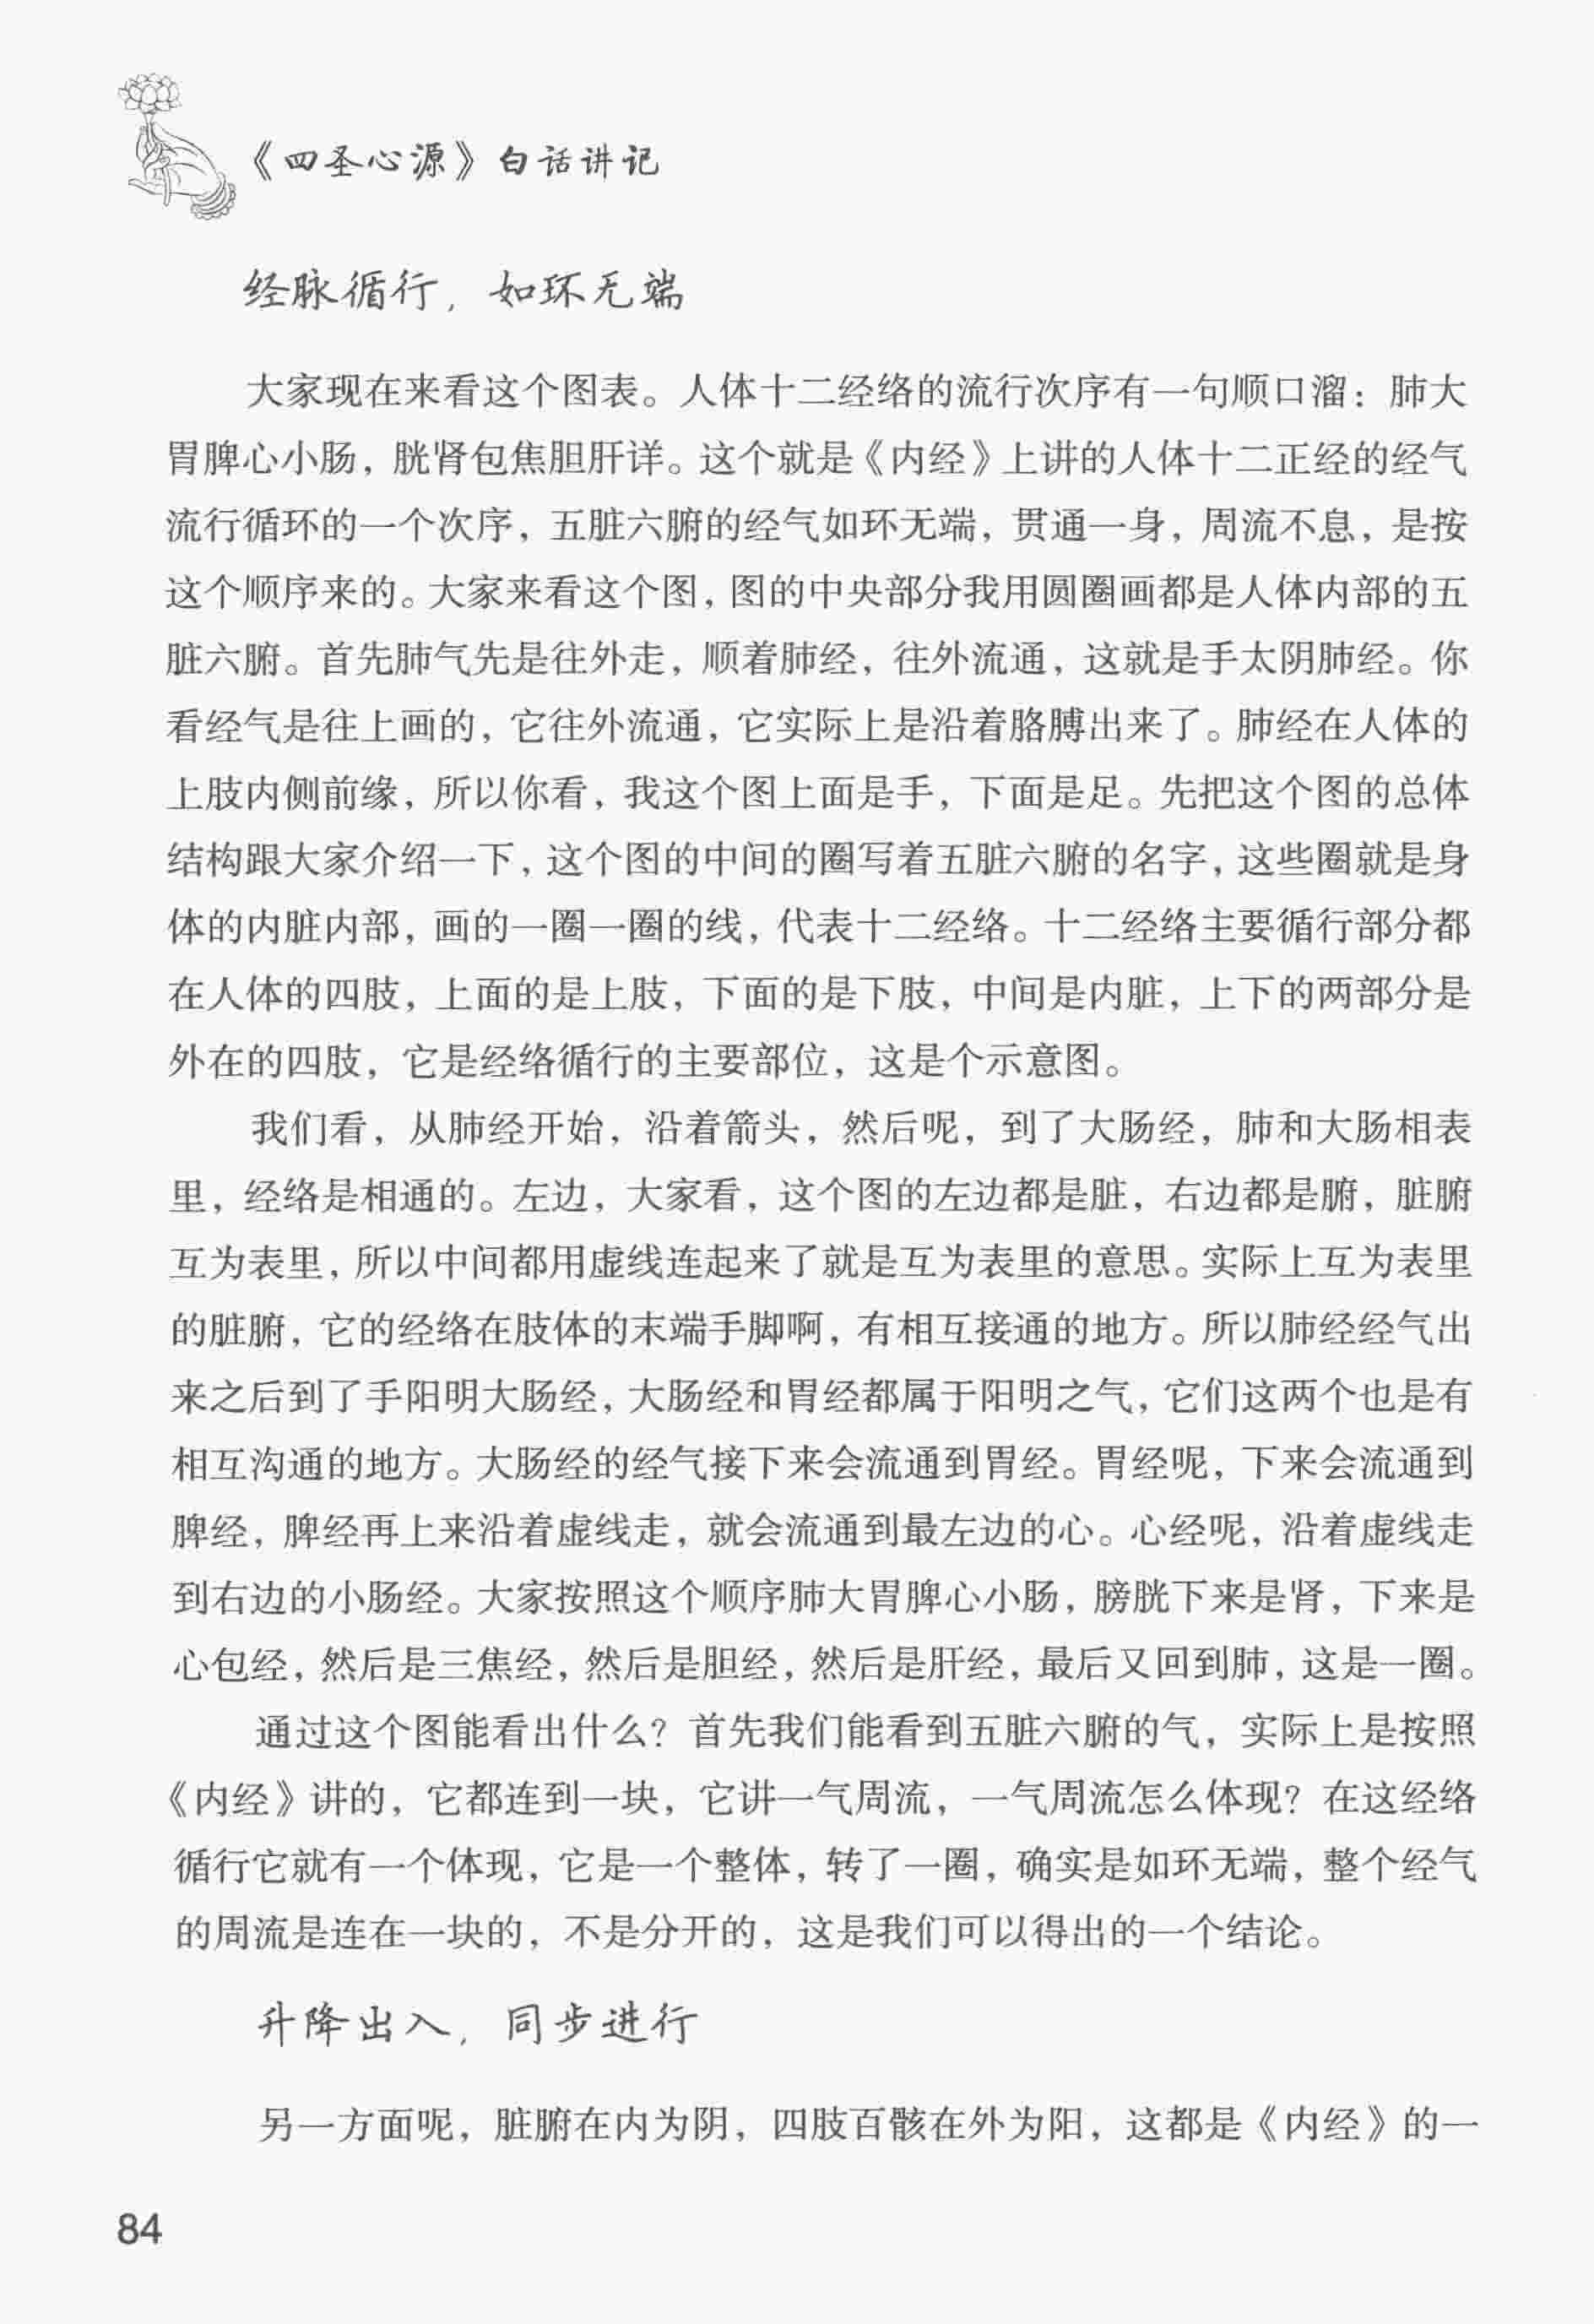 《四圣心源》白话讲记
经脉循行，如环无端
大家现在来看这个图表。人体十二经络的流行次序有一句顺口溜：肺大
胃脾心小肠，胱肾包焦胆肝详。这个就是《内经》上讲的人体十二正经的经气
流行循环的一个次序，五脏六腑的经气如环无端，贯通一身，周流不息，是按
这个顺序来的。大家来看这个图，图的中央部分我用圆圈画都是人体内部的五
脏六腑。首先肺气先是往外走，顺着肺经，往外流通，这就是手太阴肺经。你
看经气是往上画的，它往外流通，它实际上是沿着胳膊出来了。肺经在人体的
上肢内侧前缘，所以你看，我这个图上面是手，下面是足。先把这个图的总体
结构跟大家介绍一下，这个图的中间的圈写着五脏六腑的名字，这些圈就是身
体的内脏内部，画的一圈一圈的线，代表十二经络。十二经络主要循行部分都
在人体的四肢，上面的是上肢，下面的是下肢，中间是内脏，上下的两部分是
外在的四肢，它是经络循行的主要部位，这是个示意图。
我们看，从肺经开始，沿着箭头，然后呢，到了大肠经，肺和大肠相表
里，经络是相通的。左边，大家看，这个图的左边都是脏，右边都是腑，脏腑
互为表里，所以中间都用虚线连起来了就是互为表里的意思。实际上互为表里
的脏腑，它的经络在肢体的末端手脚啊，有相互接通的地方。所以肺经经气出
来之后到了手阳明大肠经，大肠经和胃经都属于阳明之气，它们这两个也是有
相互沟通的地方。大肠经的经气接下来会流通到胃经。胃经呢，下来会流通到
脾经，脾经再上来沿着虚线走，就会流通到最左边的心。心经呢，沿着虚线走
到右边的小肠经。大家按照这个顺序肺大胃脾心小肠，膀胱下来是肾，下来是
心包经，然后是三焦经，然后是胆经，然后是肝经，最后又回到肺，这是一圈。
通过这个图能看出什么？首先我们能看到五脏六腑的气，实际上是按照
《内经》讲的，它都连到一块，它讲一气周流，一气周流怎么体现？在这经络
循行它就有一个体现，它是一个整体，转了一圈，确实是如环无端，整个经气
的周流是连在一块的，不是分开的，这是我们可以得出的一个结论。
升降出入，同步进行
另一方面呢，脏腑在内为阴，四肢百骸在外为阳，这都是《内经》的一
84